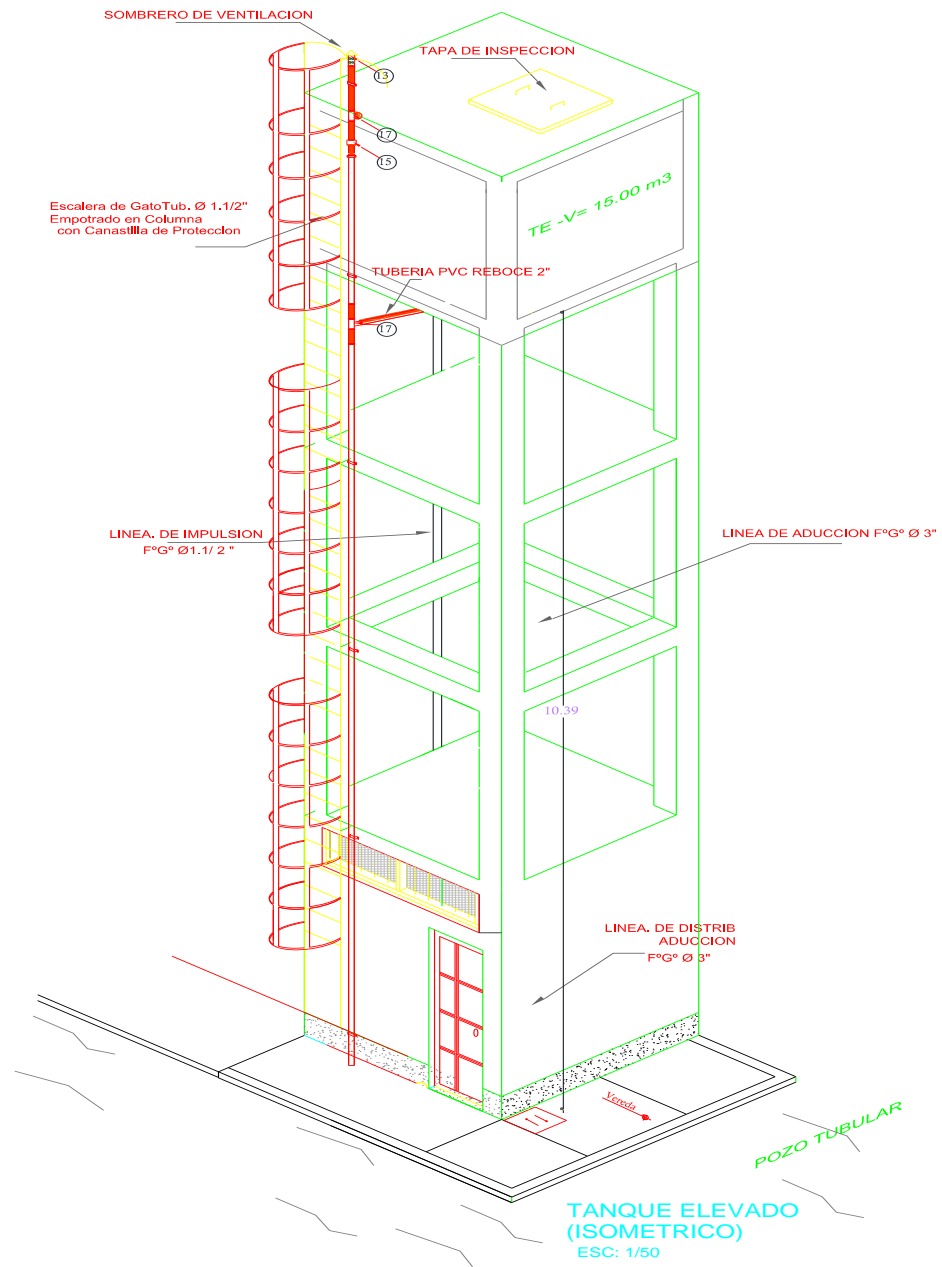 SOMBRERO DE VENTILACION
13
TAPA DE INSPECCION
17
15
TE -V= 15.00 m3
Escalera de GatoTub. Ø 1.1/2"
Empotrado en Columna
con Canastilla de Proteccion
TUBERIA PVC REBOCE 2"
17
LINEA. DE IMPULSION
FºGº Ø1.1/ 2 "
LINEA DE ADUCCION FºGº Ø 3"
10.39
LINEA. DE DISTRIB
ADUCCION
FºGº Ø 3"
Vereda
POZO TUBULAR
TANQUE ELEVADO
(ISOMETRICO)
ESC: 1/50